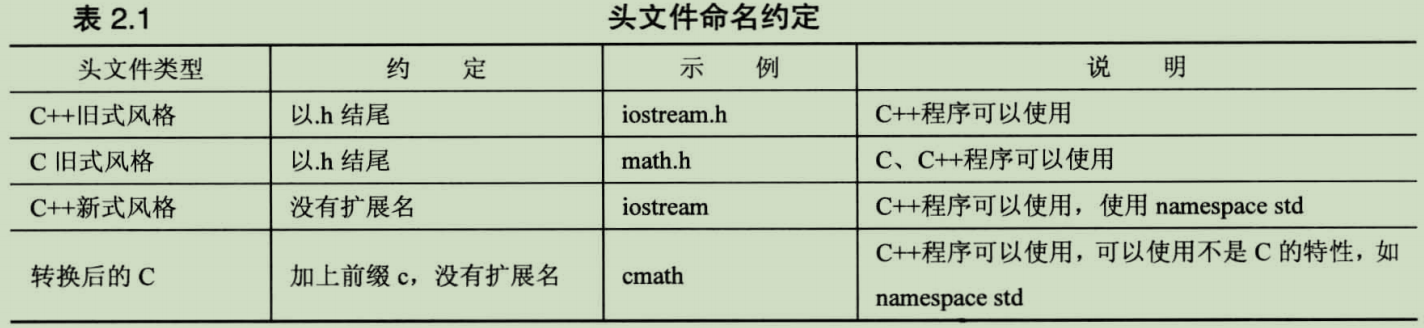 表 2.1 头文件命名约定
头文件类型 约 定 示 例 说 明
C++旧式风格 以.h 结尾 iostream.h C++程序可以使用
C 旧式风格 以.h 结尾 math.h C、C++程序可以使用
C++新式风格 没有扩展名 iostream C++程序可以使用，使用 namespace std
转换后的 C 加上前缀 c，没有扩展名 cmath C++程序可以使用，可以使用不是 C 的特性，如
namespace std